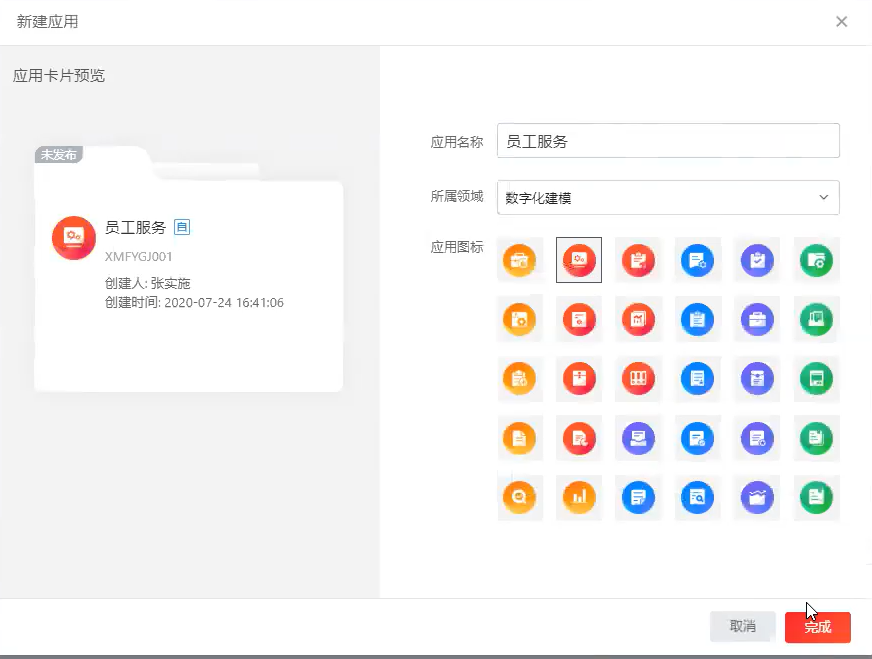 新建应用
应用卡片预览
未发布
员工服务 自
XMFYGJ001
创建人: 张实施
创建时间: 2020-07-24 16:41:06
应用名称 员工服务
所属领域 数字化建模
应用图标
取消 完成